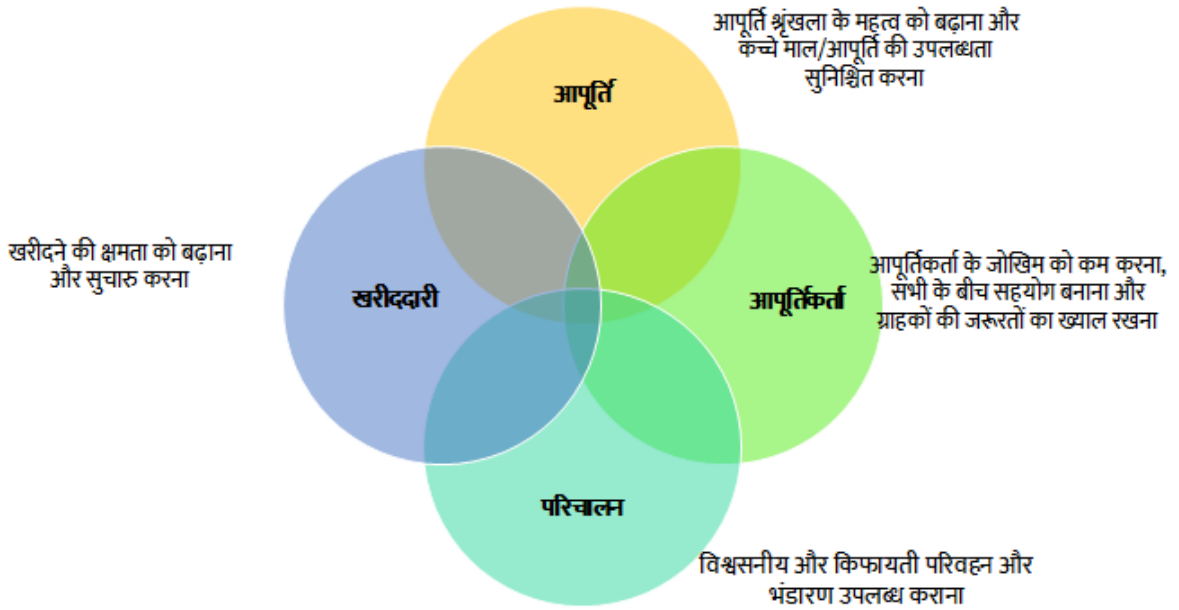 आपूर्ति श्रृंखला के महत्व को बढ़ाना और
कच्चे माल/आपूर्ति की उपलब्धता
सुनिश्चित करना
आपूर्ति
खरीदने की क्षमता को बढ़ाना
और सुचारु करना
खरीददारी
आपूर्तिकर्ता
आपूर्तिकर्ता के जोखिम को कम करना,
सभी के बीच सहयोग बनाना और
ग्राहकों की जरूरतों का ख्याल रखना
परिचालन
विश्वसनीय और किफायती परिवहन और
भंडारण उपलब्ध कराना